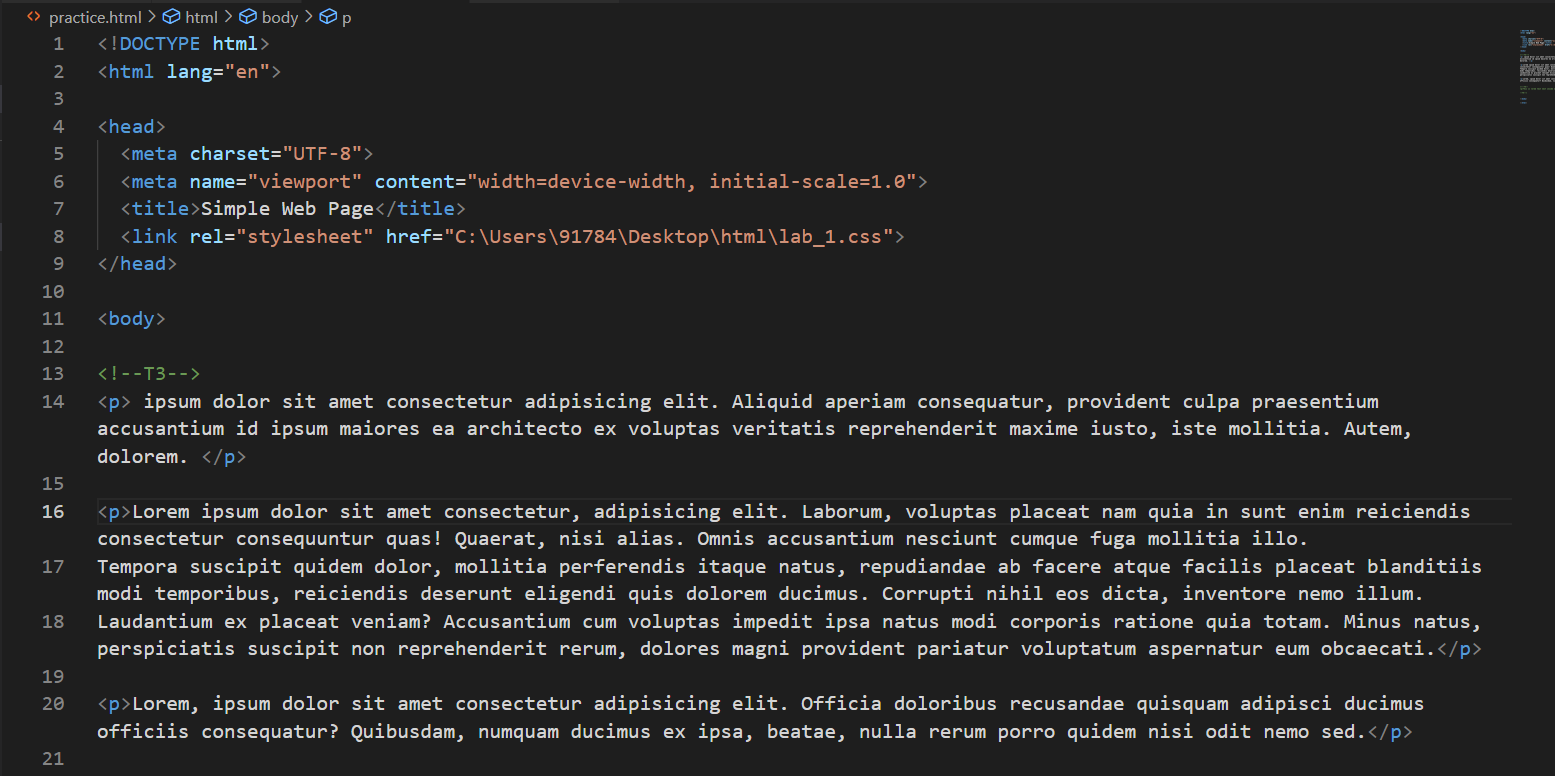 practice.html > html > body > p
1 <!DOCTYPE html>
2 <html lang="en">
3
4 <head>
5 <meta charset="UTF-8">
6 <meta name="viewport" content="width=device-width, initial-scale=1.0">
7 <title>Simple Web Page</title>
8 <link rel="stylesheet" href="C:\Users\91784\Desktop\html\lab_1.css">
9 </head>
10
11 <body>
12
13 <!--T3-->
14 <p> ipsum dolor sit amet consectetur adipisicing elit. Aliquid aperiam consequatur, provident culpa praesentium
accusantium id ipsum maiores ea architecto ex voluptas veritatis reprehenderit maxime iusto, iste mollitia. Autem,
dolorem. </p>
15
16 <p>Lorem ipsum dolor sit amet consectetur, adipisicing elit. Laborum, voluptas placeat nam quia in sunt enim reiciendis
consectetur consequuntur quas! Quaerat, nisi alias. Omnis accusantium nesciunt cumque fuga mollitia illo.
17 Tempora suscipit quidem dolor, mollitia perferendis itaque natus, repudiandae ab facere atque facilis placeat blanditiis
modi temporibus, reiciendis deserunt eligendi quis dolorem ducimus. Corrupti nihil eos dicta, inventore nemo illum.
18 Laudantium ex placeat veniam? Accusantium cum voluptas impedit ipsa natus modi corporis ratione quia totam. Minus natus,
perspiciatis suscipit non reprehenderit rerum, dolores magni provident pariatur voluptatum aspernatur eum obcaecati.</p>
19
20 <p>Lorem, ipsum dolor sit amet consectetur adipisicing elit. Officia doloribus recusandae quisquam adipisci ducimus
officiis consequatur? Quibusdam, numquam ducimus ex ipsa, beatae, nulla rerum porro quidem nisi odit nemo sed.</p>
21